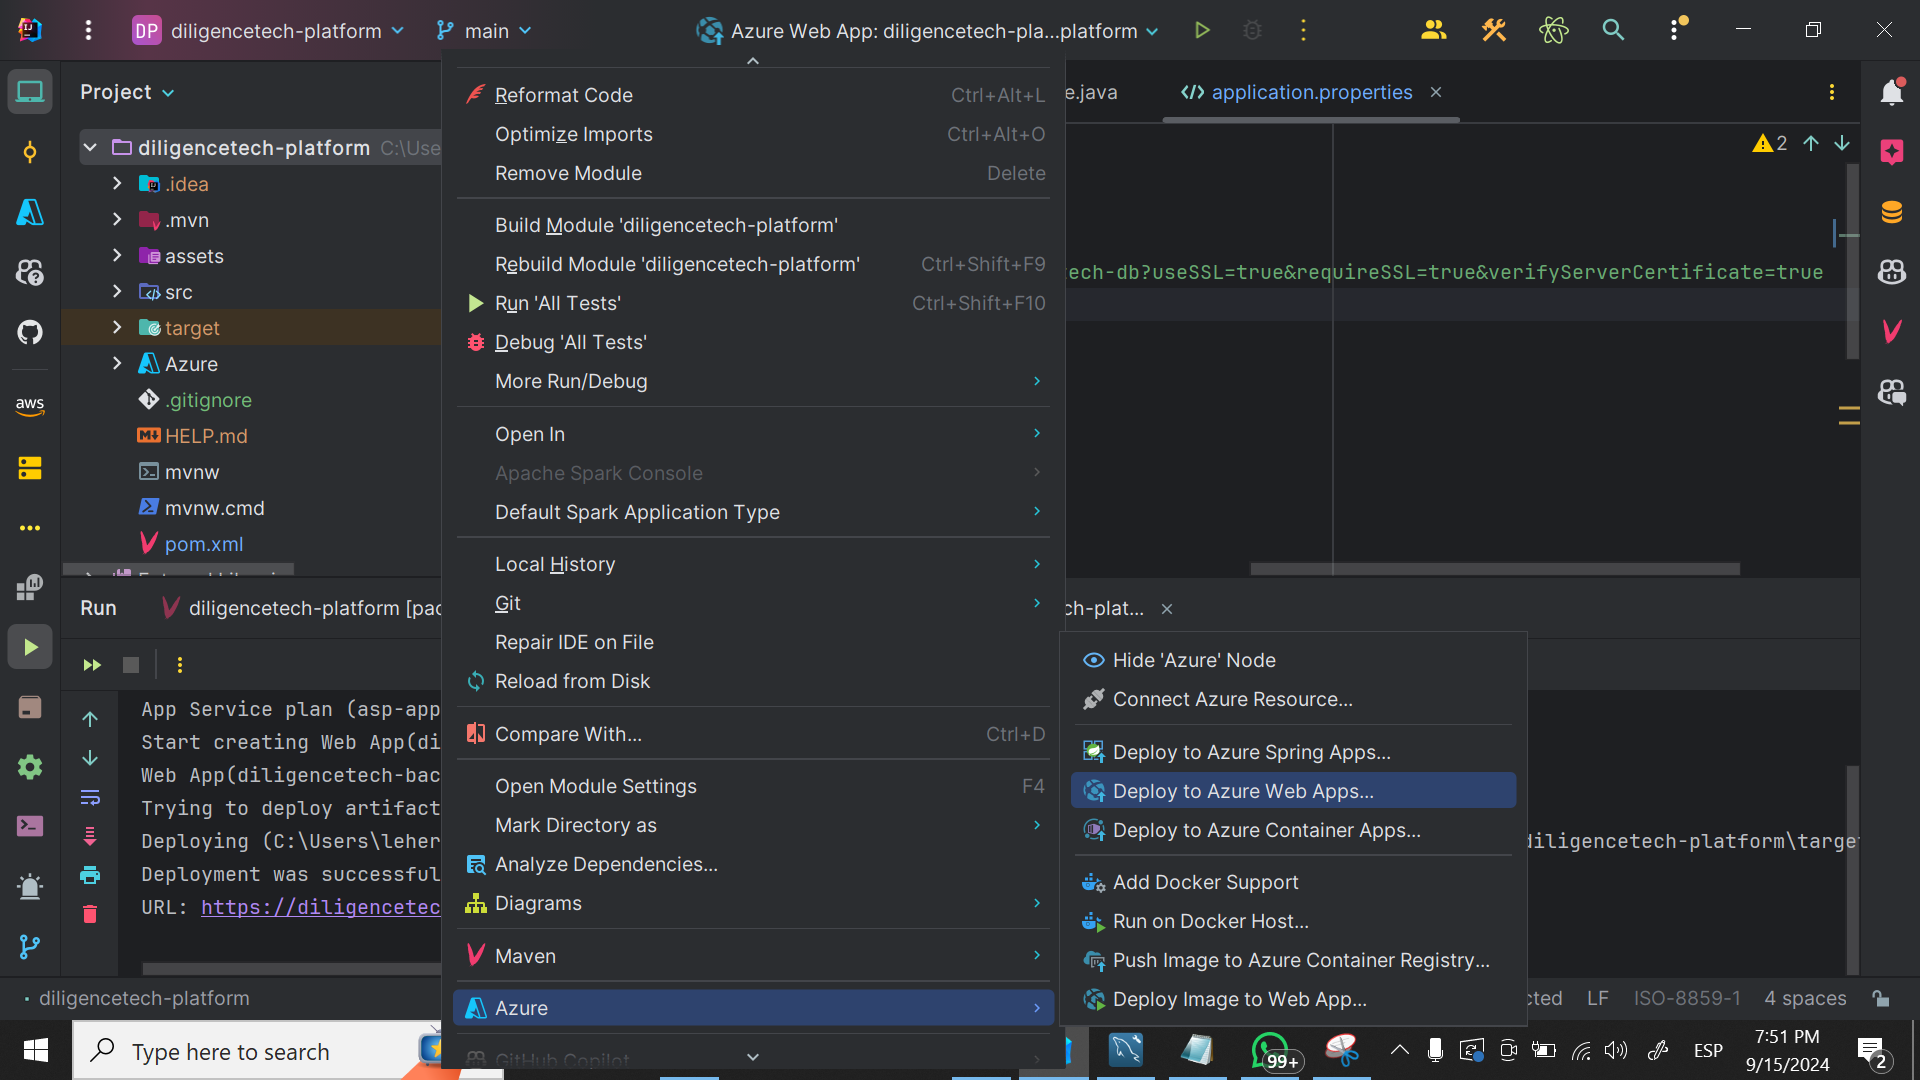 DP diligencetech-platform main Azure Web App: diligencetech-pla...platform
Project
e.java application.properties
diligencetech-platform C:\Use
.idea
.mvn
assets
src
target
Azure
.gitignore
HELP.md
mvnw
mvnw.cmd
pom.xml
aws
2
tech-db?useSSL=true&requireSSL=true&verifyServerCertificate=true
Reformat Code Ctrl+Alt+L
Optimize Imports Ctrl+Alt+O
Remove Module Delete
Build Module 'diligencetech-platform'
Rebuild Module 'diligencetech-platform' Ctrl+Shift+F9
Run 'All Tests' Ctrl+Shift+F10
Debug 'All Tests'
More Run/Debug
Open In
Apache Spark Console
Default Spark Application Type
Local History
Git
Repair IDE on File
Reload from Disk
Compare With... Ctrl+D
Open Module Settings F4
Mark Directory as
Analyze Dependencies...
Diagrams
Maven
Azure
GitHub Copilot
Hide 'Azure' Node
Connect Azure Resource...
Deploy to Azure Spring Apps...
Deploy to Azure Web Apps...
Deploy to Azure Container Apps...
Add Docker Support
Run on Docker Host...
Push Image to Azure Container Registry...
Deploy Image to Web App...
Run diligencetech-platform [pac ch-plat...
App Service plan (asp-app
Start creating Web App(di
Web App(diligencetech-bac
Trying to deploy artifact
Deploying (C:\Users\leher diligencetech-platform\targe
Deployment was successful
URL: https://diligencetec
diligencetech-platform cted LF ISO-8859-1 4 spaces
Type here to search
99+
ESP
7:51 PM
9/15/2024
2